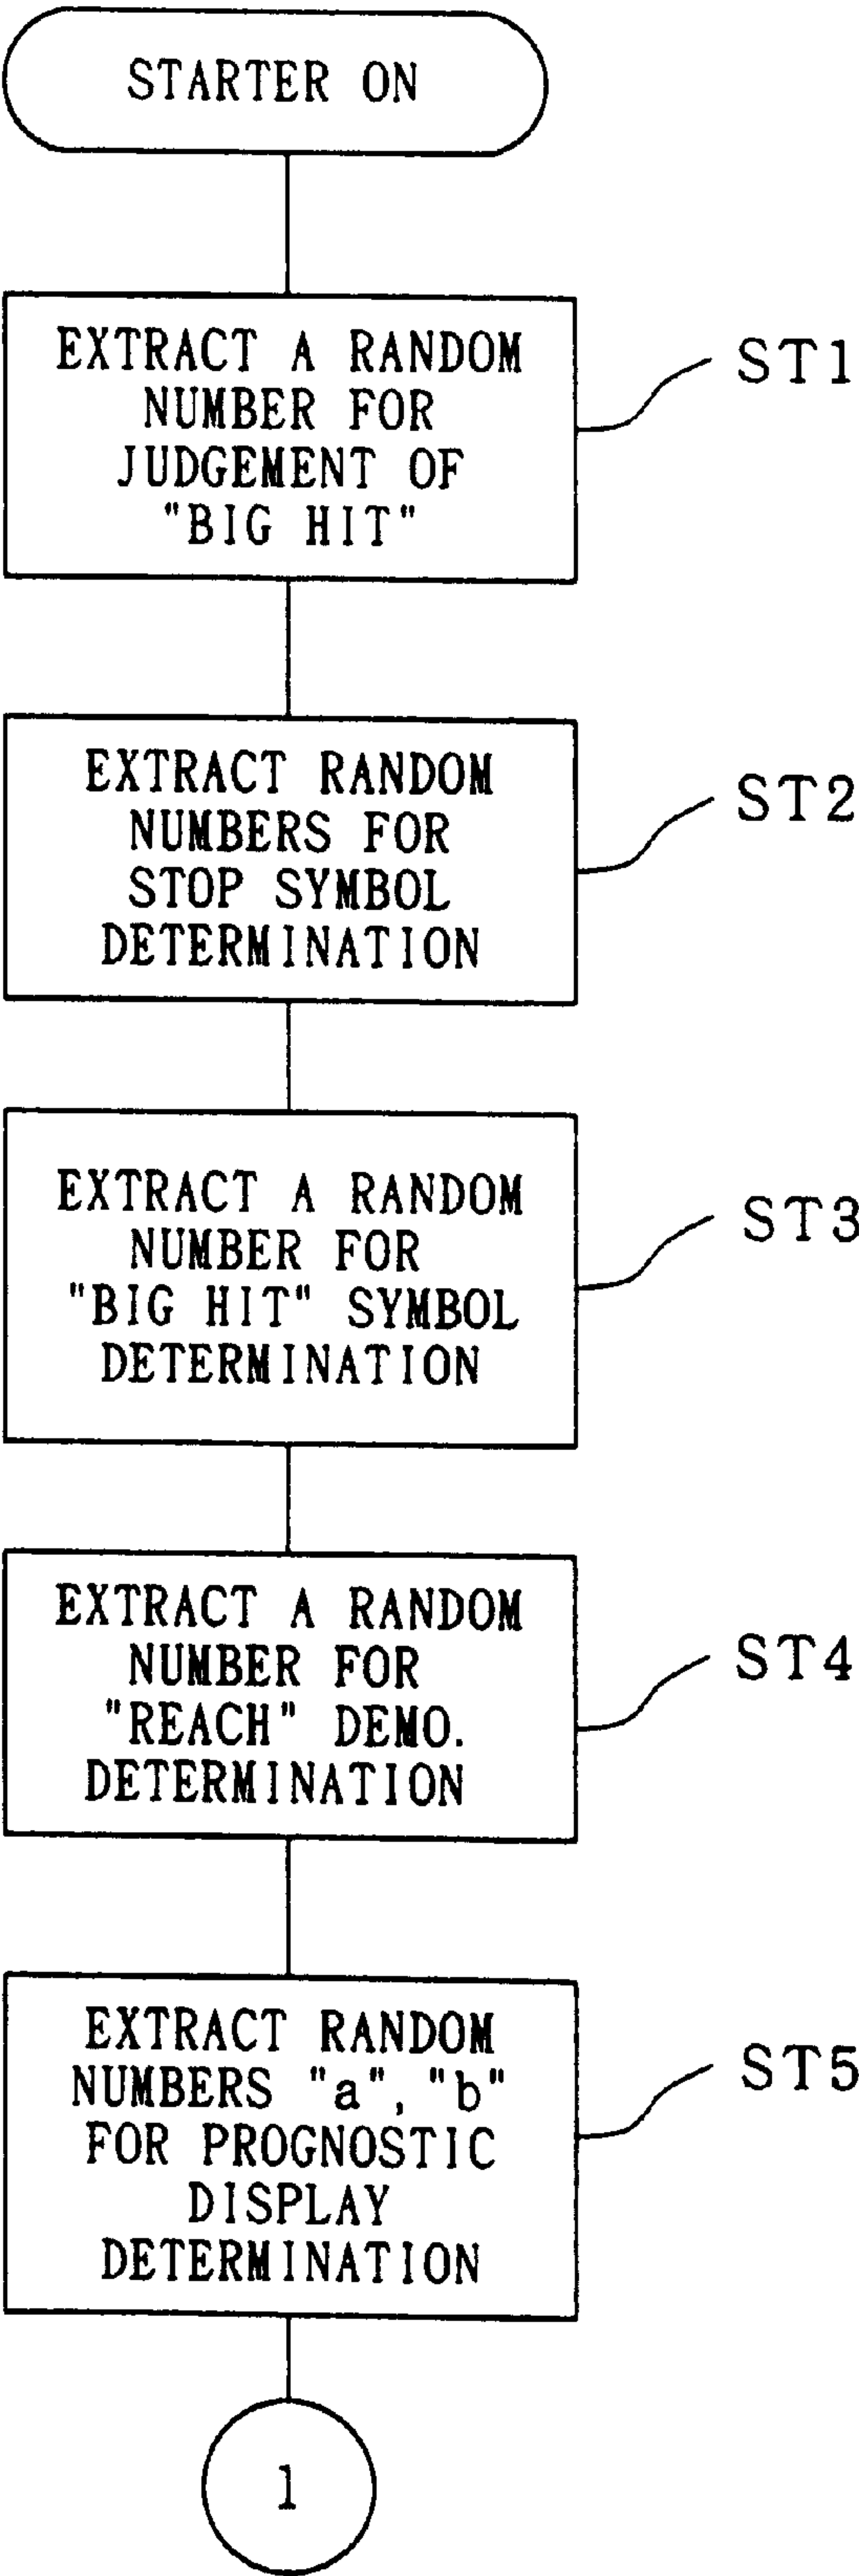 STARTER ON
EXTRACT A RANDOM
NUMBER FOR
JUDGEMENT OF
"BIG HIT"
ST1
EXTRACT RANDOM
NUMBERS FOR
STOP SYMBOL
DETERMINATION
ST2
EXTRACT A RANDOM
NUMBER FOR
"BIG HIT" SYMBOL
DETERMINATION
ST3
EXTRACT A RANDOM
NUMBER FOR
"REACH" DEMO.
DETERMINATION
ST4
EXTRACT RANDOM
NUMBERS "a", "b"
FOR PROGNOSTIC
DISPLAY
DETERMINATION
ST5
1